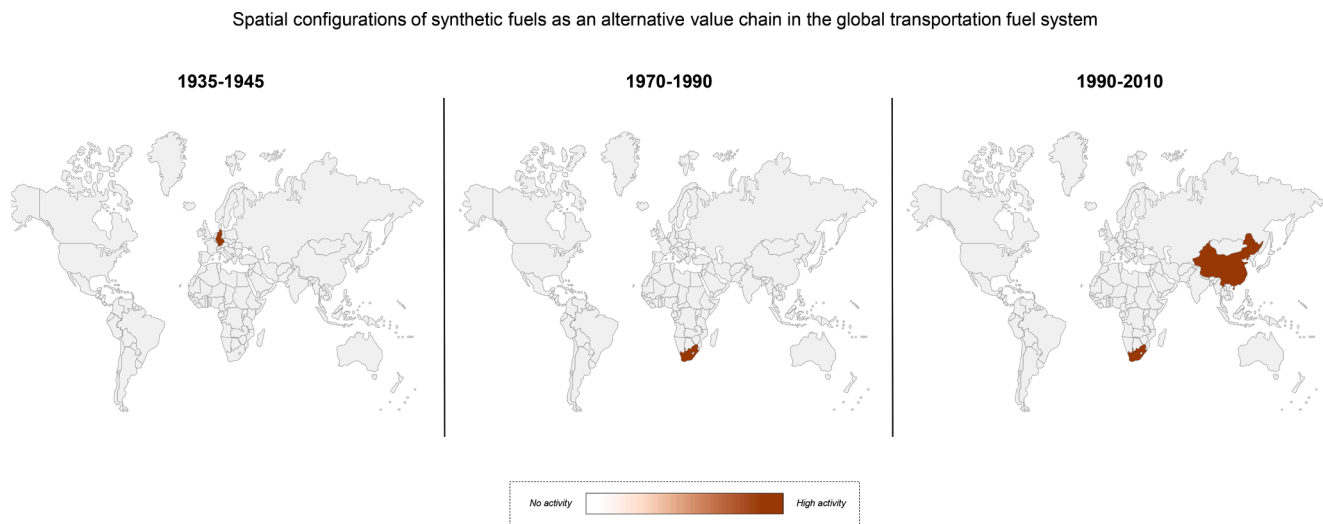 Spatial configurations of synthetic fuels as an alternative value chain in the global transportation fuel system
1935-1945
1970-1990
1990-2010
No activity
High activity